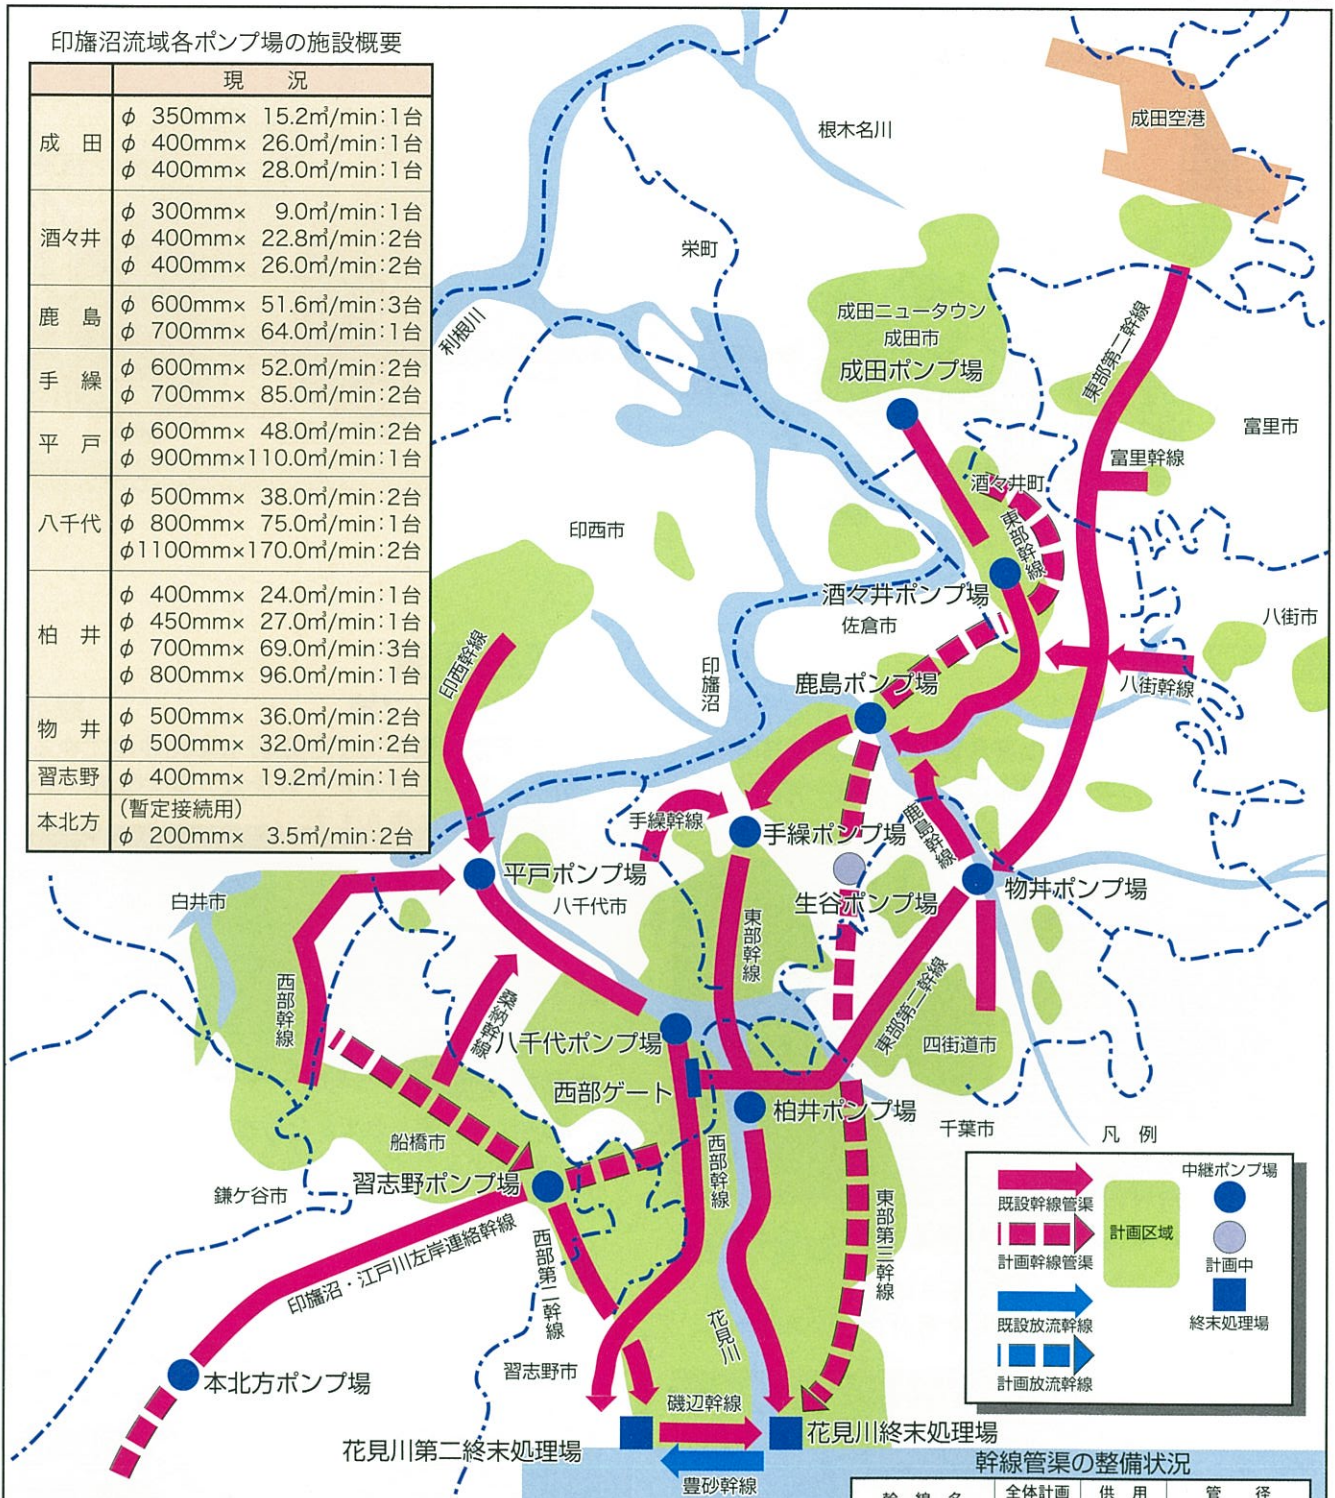 印旛沼流域各ポンプ場の施設概要
現　況
成　田
φ 350mm× 15.2㎥/min:1台
φ 400mm× 26.0㎥/min:1台
φ 400mm× 28.0㎥/min:1台
酒々井
φ 300mm× 9.0㎥/min:1台
φ 400mm× 22.8㎥/min:2台
φ 400mm× 26.0㎥/min:2台
鹿　島
φ 600mm× 51.6㎥/min:3台
φ 700mm× 64.0㎥/min:1台
手　繰
φ 600mm× 52.0㎥/min:2台
φ 700mm× 85.0㎥/min:2台
平　戸
φ 600mm× 48.0㎥/min:2台
φ 900mm×110.0㎥/min:1台
八千代
φ 500mm× 38.0㎥/min:2台
φ 800mm× 75.0㎥/min:1台
φ1100mm×170.0㎥/min:2台
柏　井
φ 400mm× 24.0㎥/min:1台
φ 450mm× 27.0㎥/min:1台
φ 700mm× 69.0㎥/min:3台
φ 800mm× 96.0㎥/min:1台
物　井
φ 500mm× 36.0㎥/min:2台
φ 500mm× 32.0㎥/min:2台
習志野
φ 400mm× 19.2㎥/min:1台
本北方
(暫定接続用)
φ 200mm× 3.5㎥/min:2台
成田空港
根木名川
栄町
利根川
成田ニュータウン
成田市
成田ポンプ場
東部第二幹線
富里市
富里幹線
酒々井町
東部幹線
印西市
酒々井ポンプ場
佐倉市
八街市
八街幹線
印西幹線
印旛沼
鹿島ポンプ場
手繰幹線
手繰ポンプ場
鹿島幹線
平戸ポンプ場
八千代市
生谷ポンプ場
物井ポンプ場
白井市
東部幹線
西部幹線
東部第二幹線
八千代ポンプ場
四街道市
西部ゲート
柏井ポンプ場
千葉市
船橋市
西部幹線
鎌ケ谷市
習志野ポンプ場
東部第三幹線
印旛沼・江戸川左岸連絡幹線
西部第二幹線
花見川
習志野市
本北方ポンプ場
磯辺幹線
花見川第二終末処理場
花見川終末処理場
豊砂幹線
凡　例
既設幹線管渠
計画幹線管渠
既設放流幹線
計画放流幹線
計画区域
中継ポンプ場
計画中
終末処理場
幹線管渠の整備状況
幹　線　名
全体計画
供　用
管　径